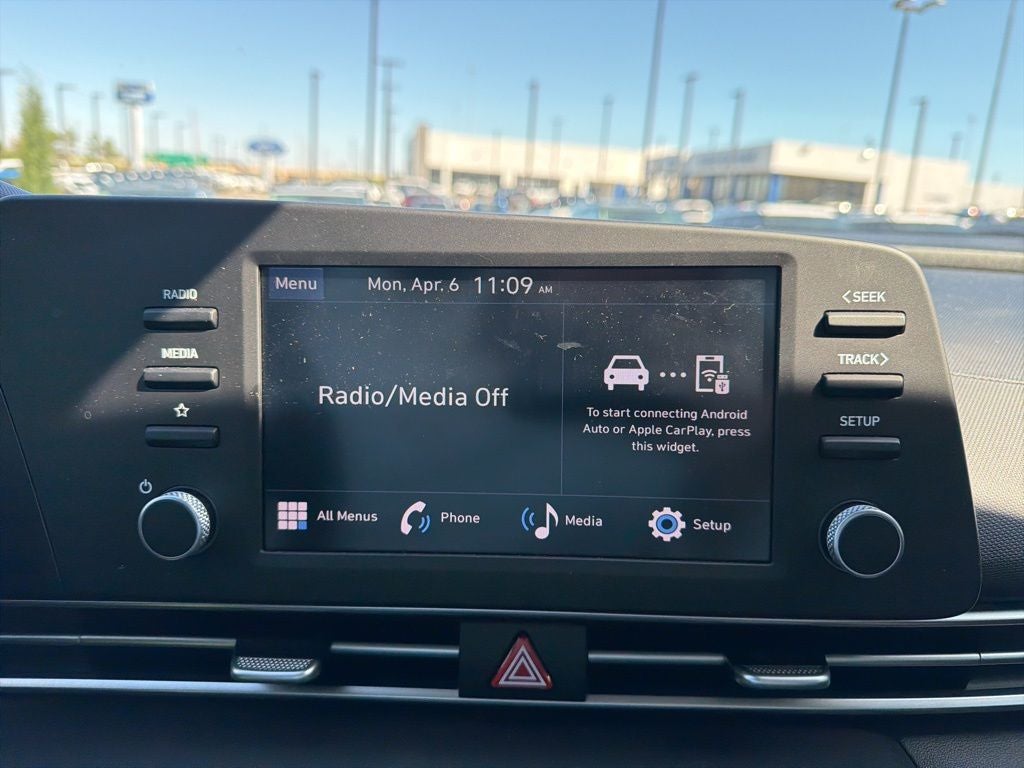 Menu
Mon, Apr. 6 11:09 AM
RADIO
<SEEK
MEDIA
TRACK>
Radio/Media Off
To start connecting Android
Auto or Apple CarPlay, press
this widget.
SETUP
All Menus
Phone
Media
Setup